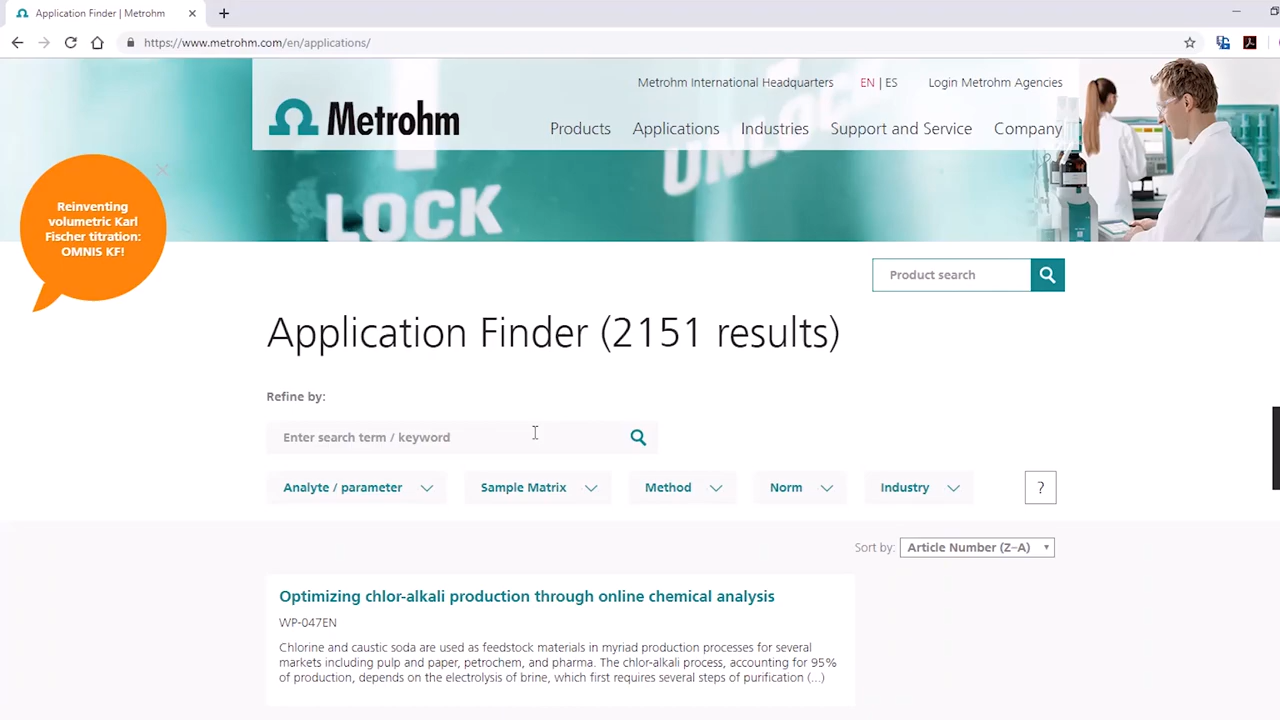 Application Finder | Metrohm
https://www.metrohm.com/en/applications/
Metrohm International Headquarters EN | ES Login Metrohm Agencies
Metrohm
Products Applications Industries Support and Service Company
LOCK
UNLOCK
Reinventing
volumetric Karl
Fischer titration:
OMNIS KF!
Product search
Application Finder (2151 results)
Refine by:
Enter search term / keyword
Analyte / parameter Sample Matrix Method Norm Industry ?
Sort by: Article Number (Z–A)
Optimizing chlor-alkali production through online chemical analysis
WP-047EN
Chlorine and caustic soda are used as feedstock materials in myriad production processes for several
markets including pulp and paper, petrochem, and pharma. The chlor-alkali process, accounting for 95%
of production, depends on the electrolysis of brine, which first requires several steps of purification (...)